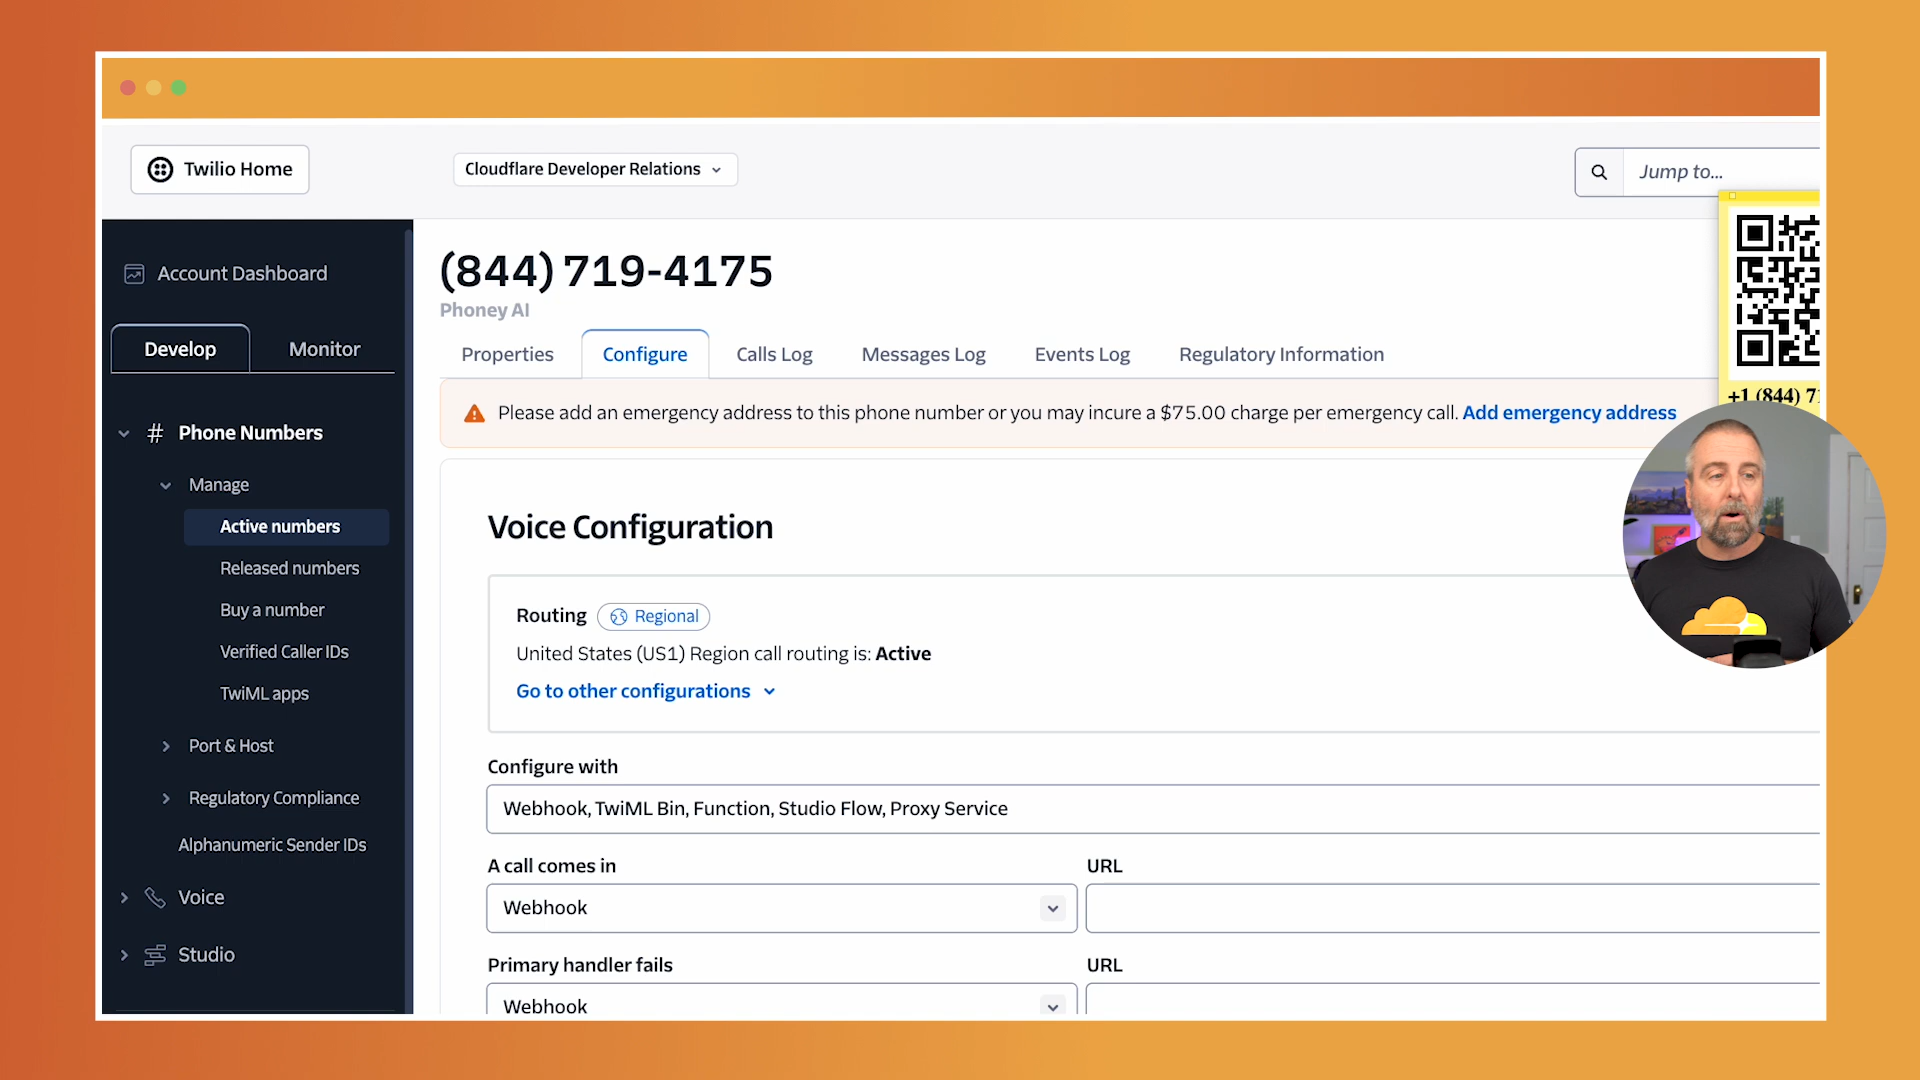 Twilio Home
Cloudflare Developer Relations
Jump to...
Account Dashboard
Develop
Monitor
Phone Numbers
Manage
Active numbers
Released numbers
Buy a number
Verified Caller IDs
TwiML apps
Port & Host
Regulatory Compliance
Alphanumeric Sender IDs
Voice
Studio
(844) 719-4175
Phoney AI
Properties
Configure
Calls Log
Messages Log
Events Log
Regulatory Information
Please add an emergency address to this phone number or you may incure a $75.00 charge per emergency call. Add emergency address
+1 (844) 71
Voice Configuration
Routing
Regional
United States (US1) Region call routing is: Active
Go to other configurations
Configure with
Webhook, TwiML Bin, Function, Studio Flow, Proxy Service
A call comes in
URL
Webhook
Primary handler fails
URL
Webhook